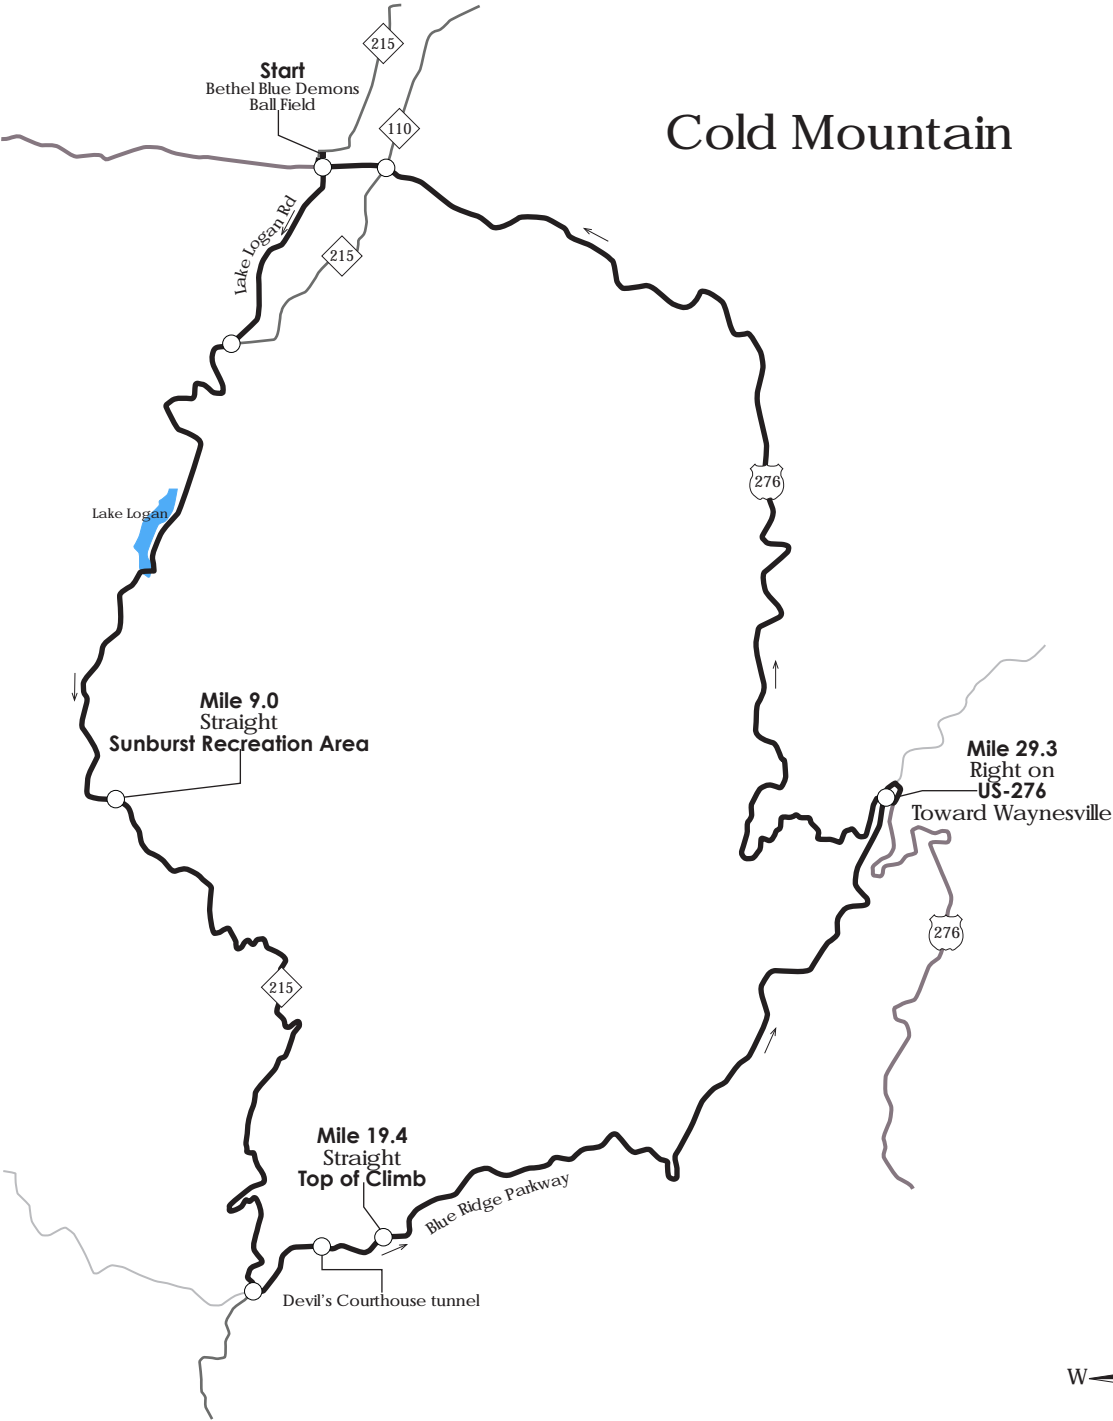 215
Start
Bethel Blue Demons
Ball Field
110
Cold Mountain
Lake Logan Rd
215
276
Lake Logan
Mile 9.0
Straight
Sunburst Recreation Area
Mile 29.3
Right on
US-276
Toward Waynesville
276
215
Mile 19.4
Straight
Top of Climb
Blue Ridge Parkway
Devil's Courthouse tunnel
W